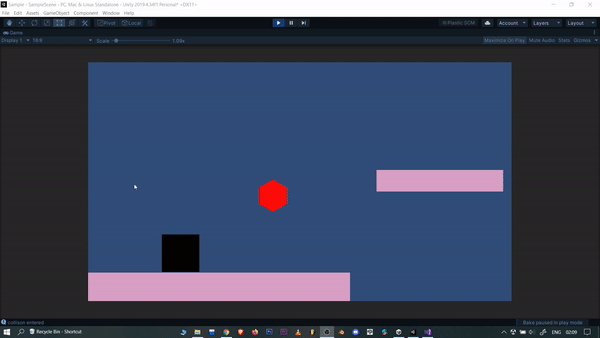 Sample - SampleScene - PC, Mac & Linux Standalone - Unity 2019.4.5ff1 Personal* <DX11>
File Edit Assets GameObject Component Window Help
Pivot Local Plastic SCM Account Layers Layout
Game
Display 1 16:9 Scale 1.08x Maximize On Play Mute Audio Stats Gizmos
collision entered Bake paused in play mode
Recycle Bin - Shortcut ENG 02:09